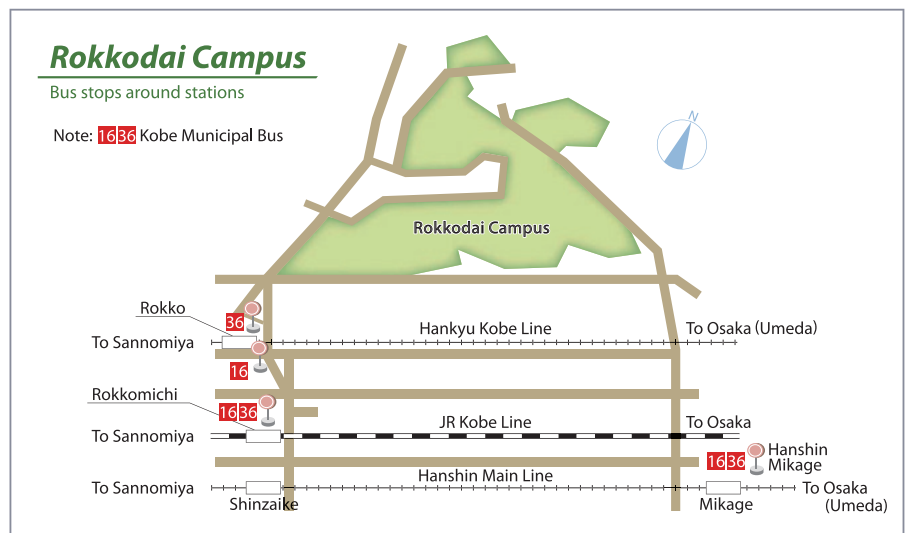 Rokkodai Campus
Bus stops around stations
Note: 16 36 Kobe Municipal Bus
N
Rokkodai Campus
Rokko
36
Hankyu Kobe Line
To Osaka (Umeda)
To Sannomiya
16
Rokkomichi
16 36
JR Kobe Line
To Osaka
To Sannomiya
16 36
Hanshin
Mikage
Hanshin Main Line
To Sannomiya
To Osaka
(Umeda)
Shinzaike
Mikage